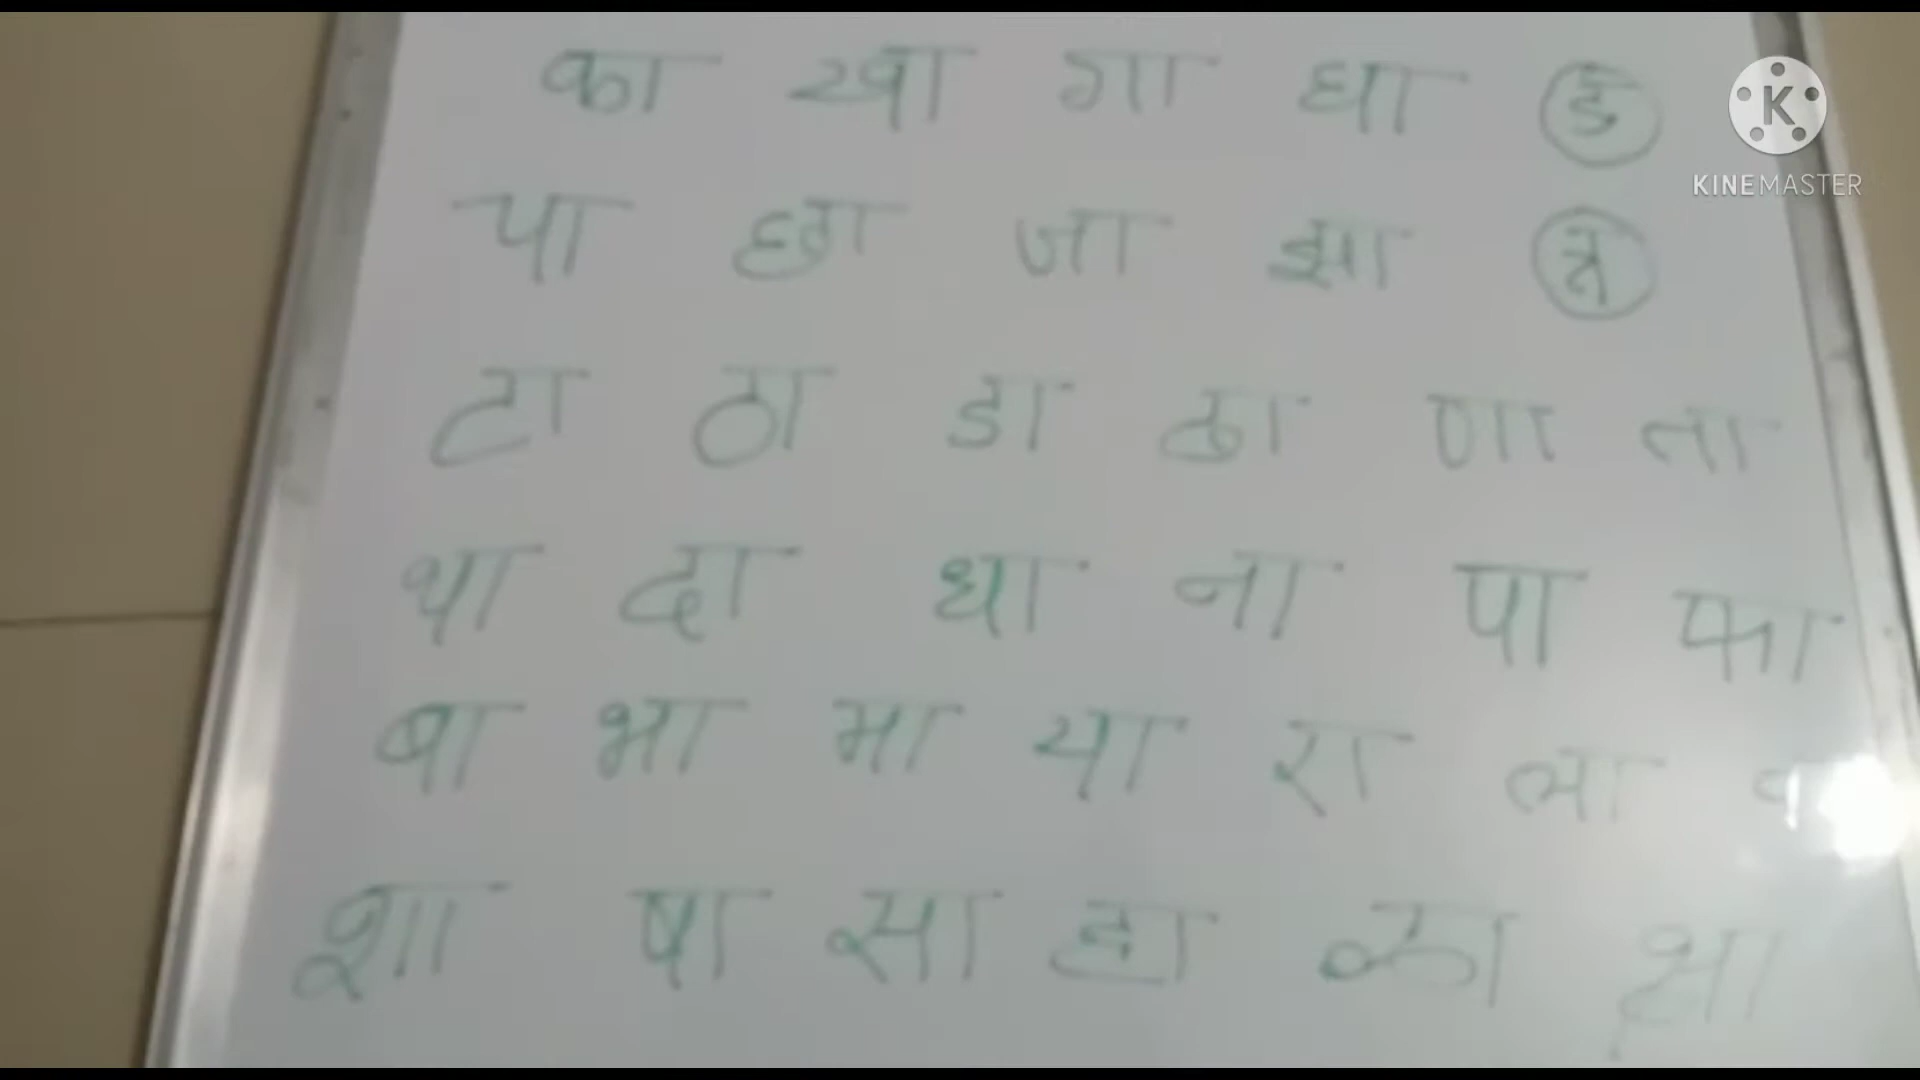 का खा गा घा ङ
K
KINEMASTER
चा छा जा झा ञ
टा ठा डा ढा णा ता
था दा धा ना पा फा
बा भा मा या रा ला
शा षा सा हा ळा क्षा